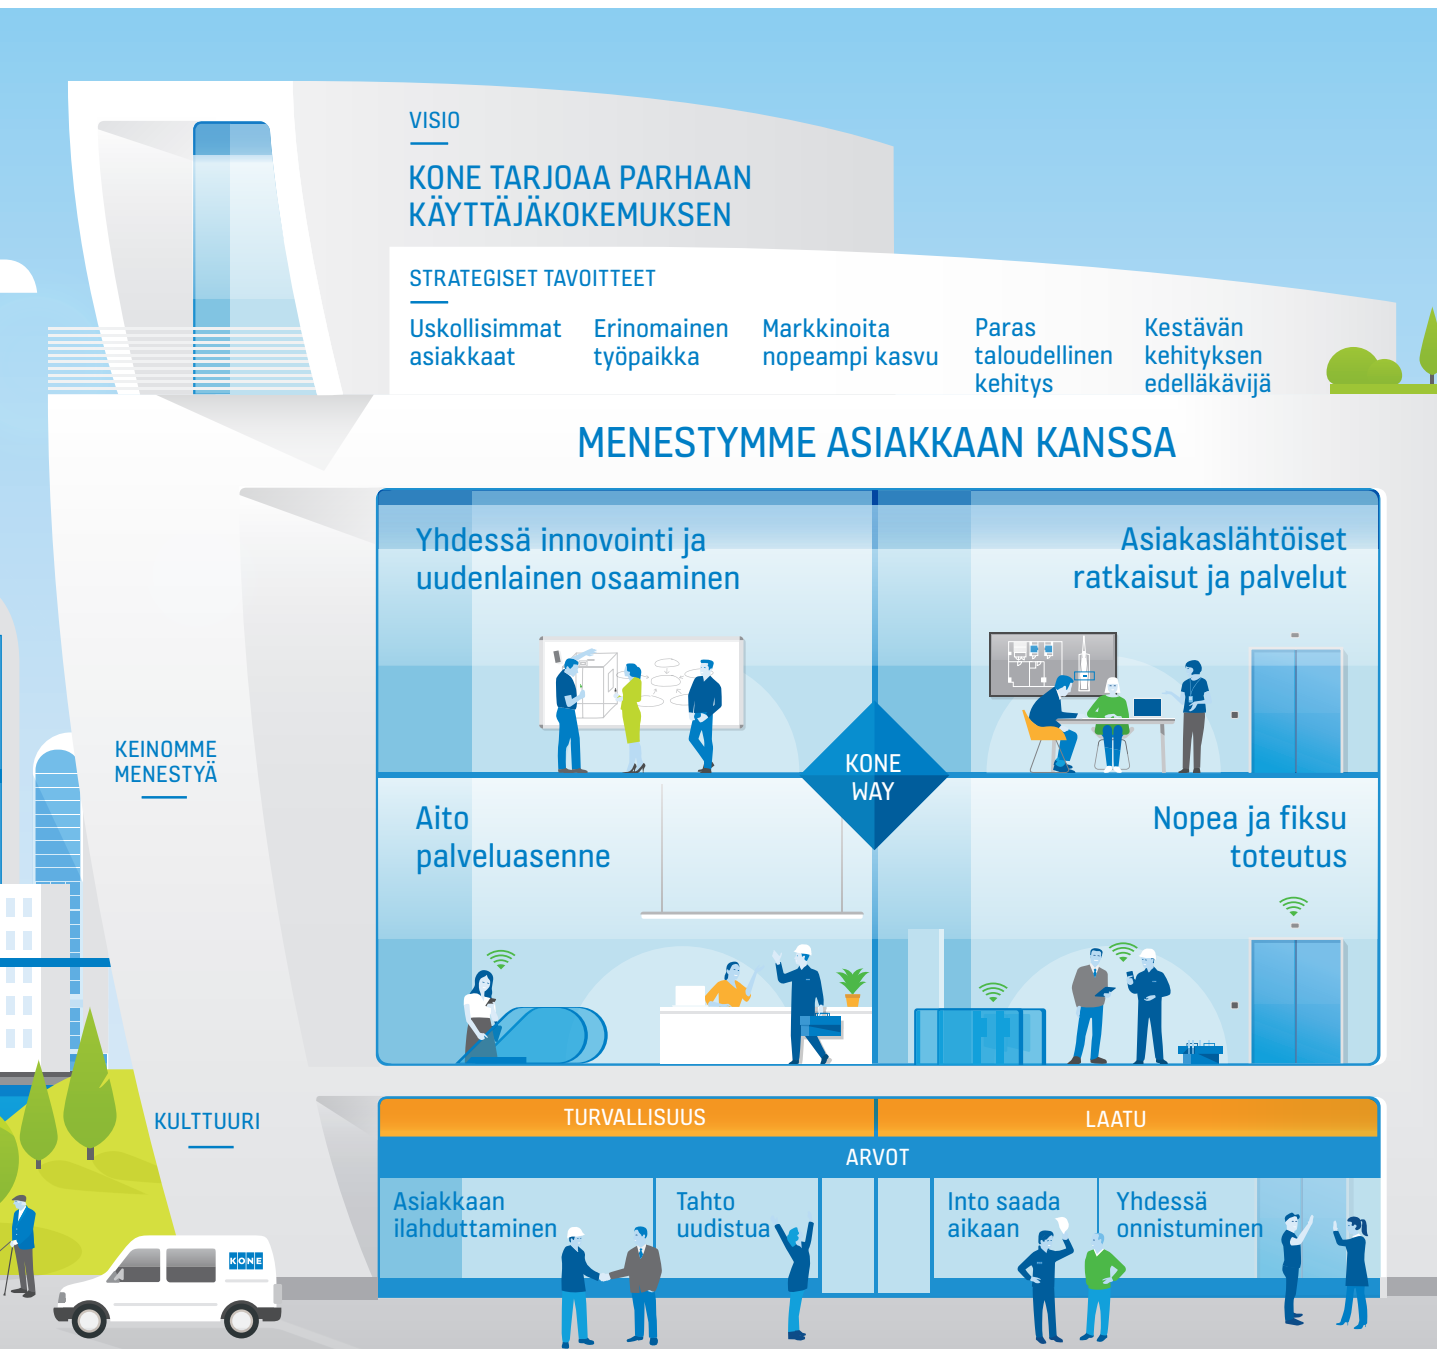 VISIO
KONE TARJOAA PARHAAN
KÄYTTÄJÄKOKEMUKSEN
STRATEGISET TAVOITTEET
Uskollisimmat
asiakkaat
Erinomainen
työpaikka
Markkinoita
nopeampi kasvu
Paras
taloudellinen
kehitys
Kestävän
kehityksen
edelläkävijä
MENESTYMME ASIAKKAAN KANSSA
Yhdessä innovointi ja
uudenlainen osaaminen
Asiakaslähtöiset
ratkaisut ja palvelut
KEINOMME
MENESTYÄ
KONE
WAY
Aito
palveluasenne
Nopea ja fiksu
toteutus
KULTTUURI
TURVALLISUUS
LAATU
ARVOT
Asiakkaan
ilahduttaminen
Tahto
uudistua
Into saada
aikaan
Yhdessä
onnistuminen
KONE